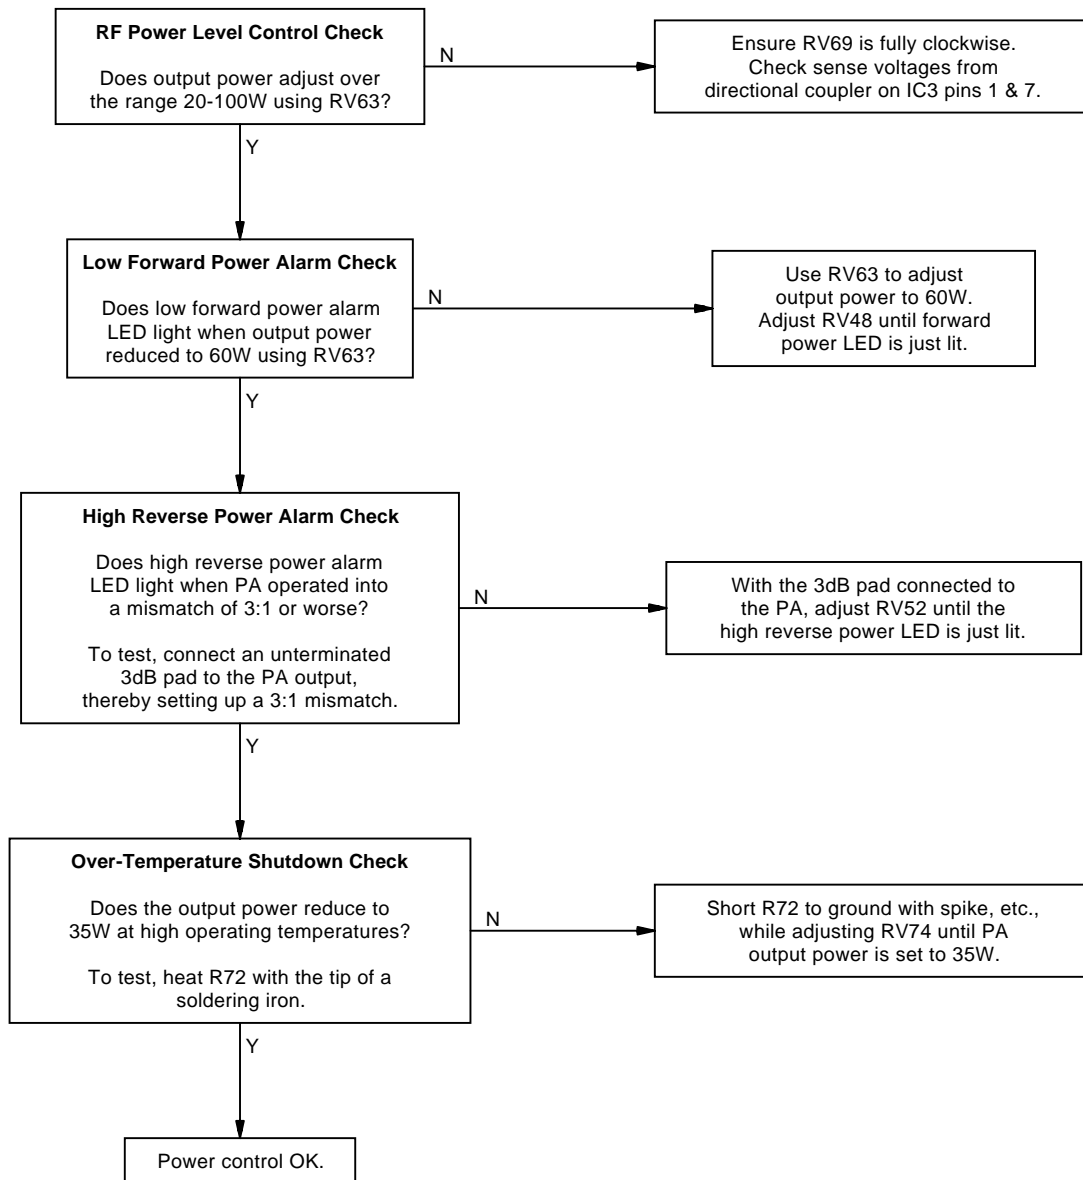 RF Power Level Control Check
Does output power adjust over
the range 20-100W using RV63?
N
Ensure RV69 is fully clockwise.
Check sense voltages from
directional coupler on IC3 pins 1 & 7.
Y
Low Forward Power Alarm Check
Does low forward power alarm
LED light when output power
reduced to 60W using RV63?
N
Use RV63 to adjust
output power to 60W.
Adjust RV48 until forward
power LED is just lit.
Y
High Reverse Power Alarm Check
Does high reverse power alarm
LED light when PA operated into
a mismatch of 3:1 or worse?
To test, connect an unterminated
3dB pad to the PA output,
thereby setting up a 3:1 mismatch.
N
With the 3dB pad connected to
the PA, adjust RV52 until the
high reverse power LED is just lit.
Y
Over-Temperature Shutdown Check
Does the output power reduce to
35W at high operating temperatures?
To test, heat R72 with the tip of a
soldering iron.
N
Short R72 to ground with spike, etc.,
while adjusting RV74 until PA
output power is set to 35W.
Y
Power control OK.